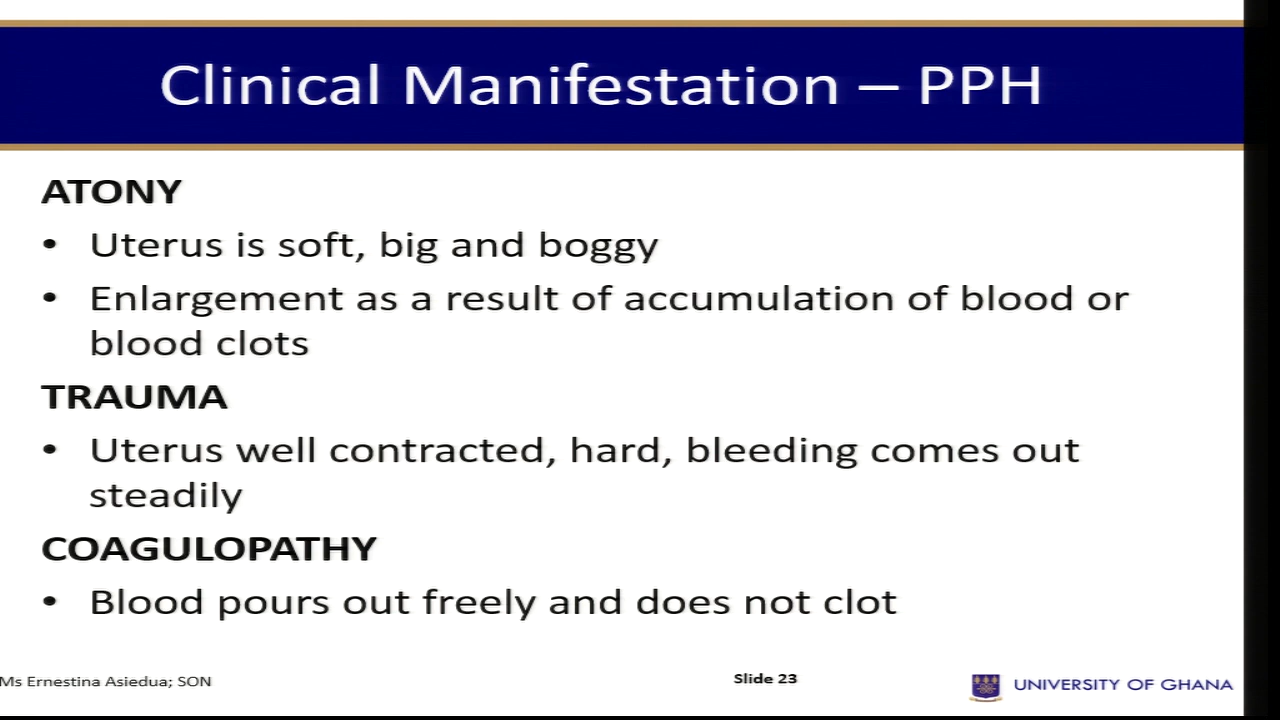 Clinical Manifestation – PPH
ATONY
• Uterus is soft, big and boggy
• Enlargement as a result of accumulation of blood or
blood clots
TRAUMA
• Uterus well contracted, hard, bleeding comes out
steadily
COAGULOPATHY
• Blood pours out freely and does not clot
Ms Ernestina Asiedua; SON
Slide 23
UNIVERSITY OF GHANA